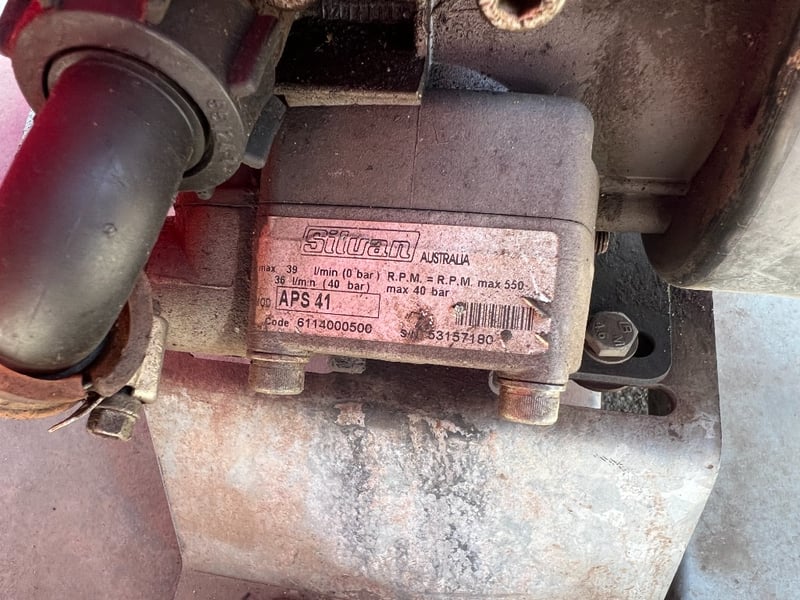 Silvan AUSTRALIA
max 39 l/min (0 bar) R.P.M. = R.P.M. max 550
36 l/min (40 bar) max 40 bar
MOD APS 41
Code 6114000500 S/N 53157180